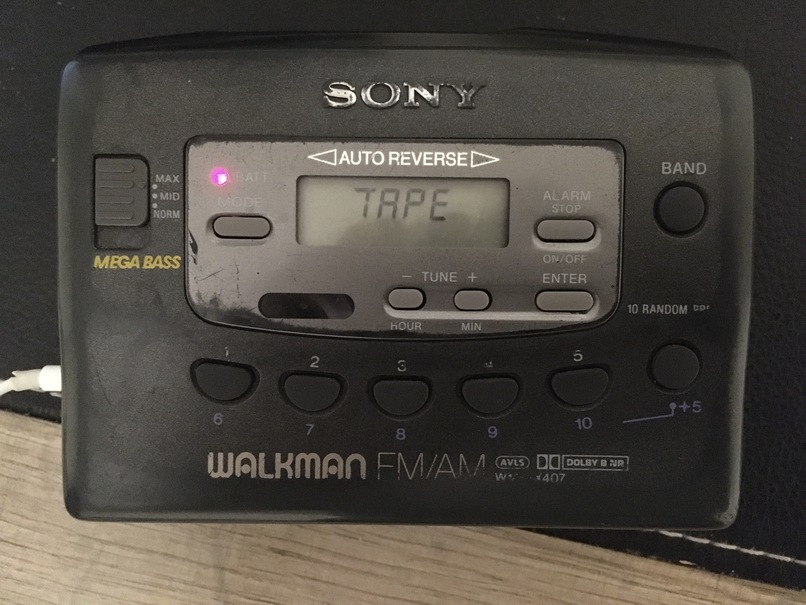 SONY
◁ AUTO REVERSE ▷
BATT
MODE
TAPE
ALARM
STOP
BAND
MAX
MID
NORM
MEGA BASS
ON/OFF
− TUNE +
ENTER
HOUR
MIN
10 RANDOM
1
2
3
4
5
6
7
8
9
10
+5
WALKMAN FM/AM
AVLS
DOLBY B NR